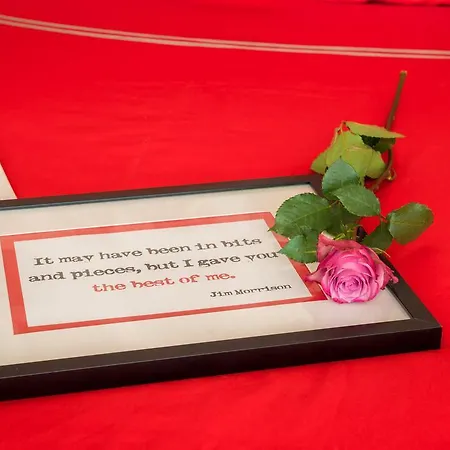 It may have been in bits
and pieces, but I gave you
the best of me.
Jim Morrison